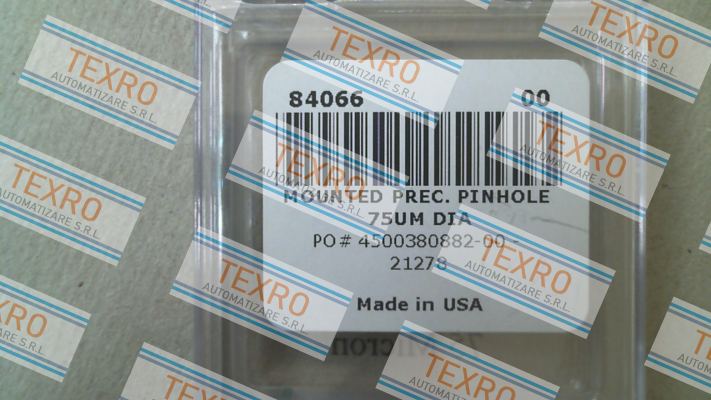 84066 00
MOUNTED PREC. PINHOLE
75UM DIA
PO# 4500380882-00 -
21278
Made in USA
TEXRO
AUTOMATIZARE S.R.L.